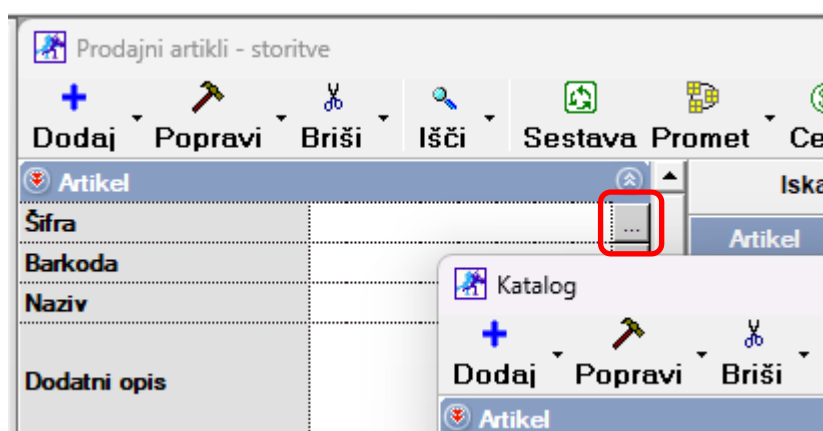 Prodajni artikli - storitve
Dodaj Popravi Briši Išči Sestava Promet
Artikel
Šifra ...
Barkoda
Naziv
Dodatni opis
Artikel
Katalog
Dodaj Popravi Briši
Artikel